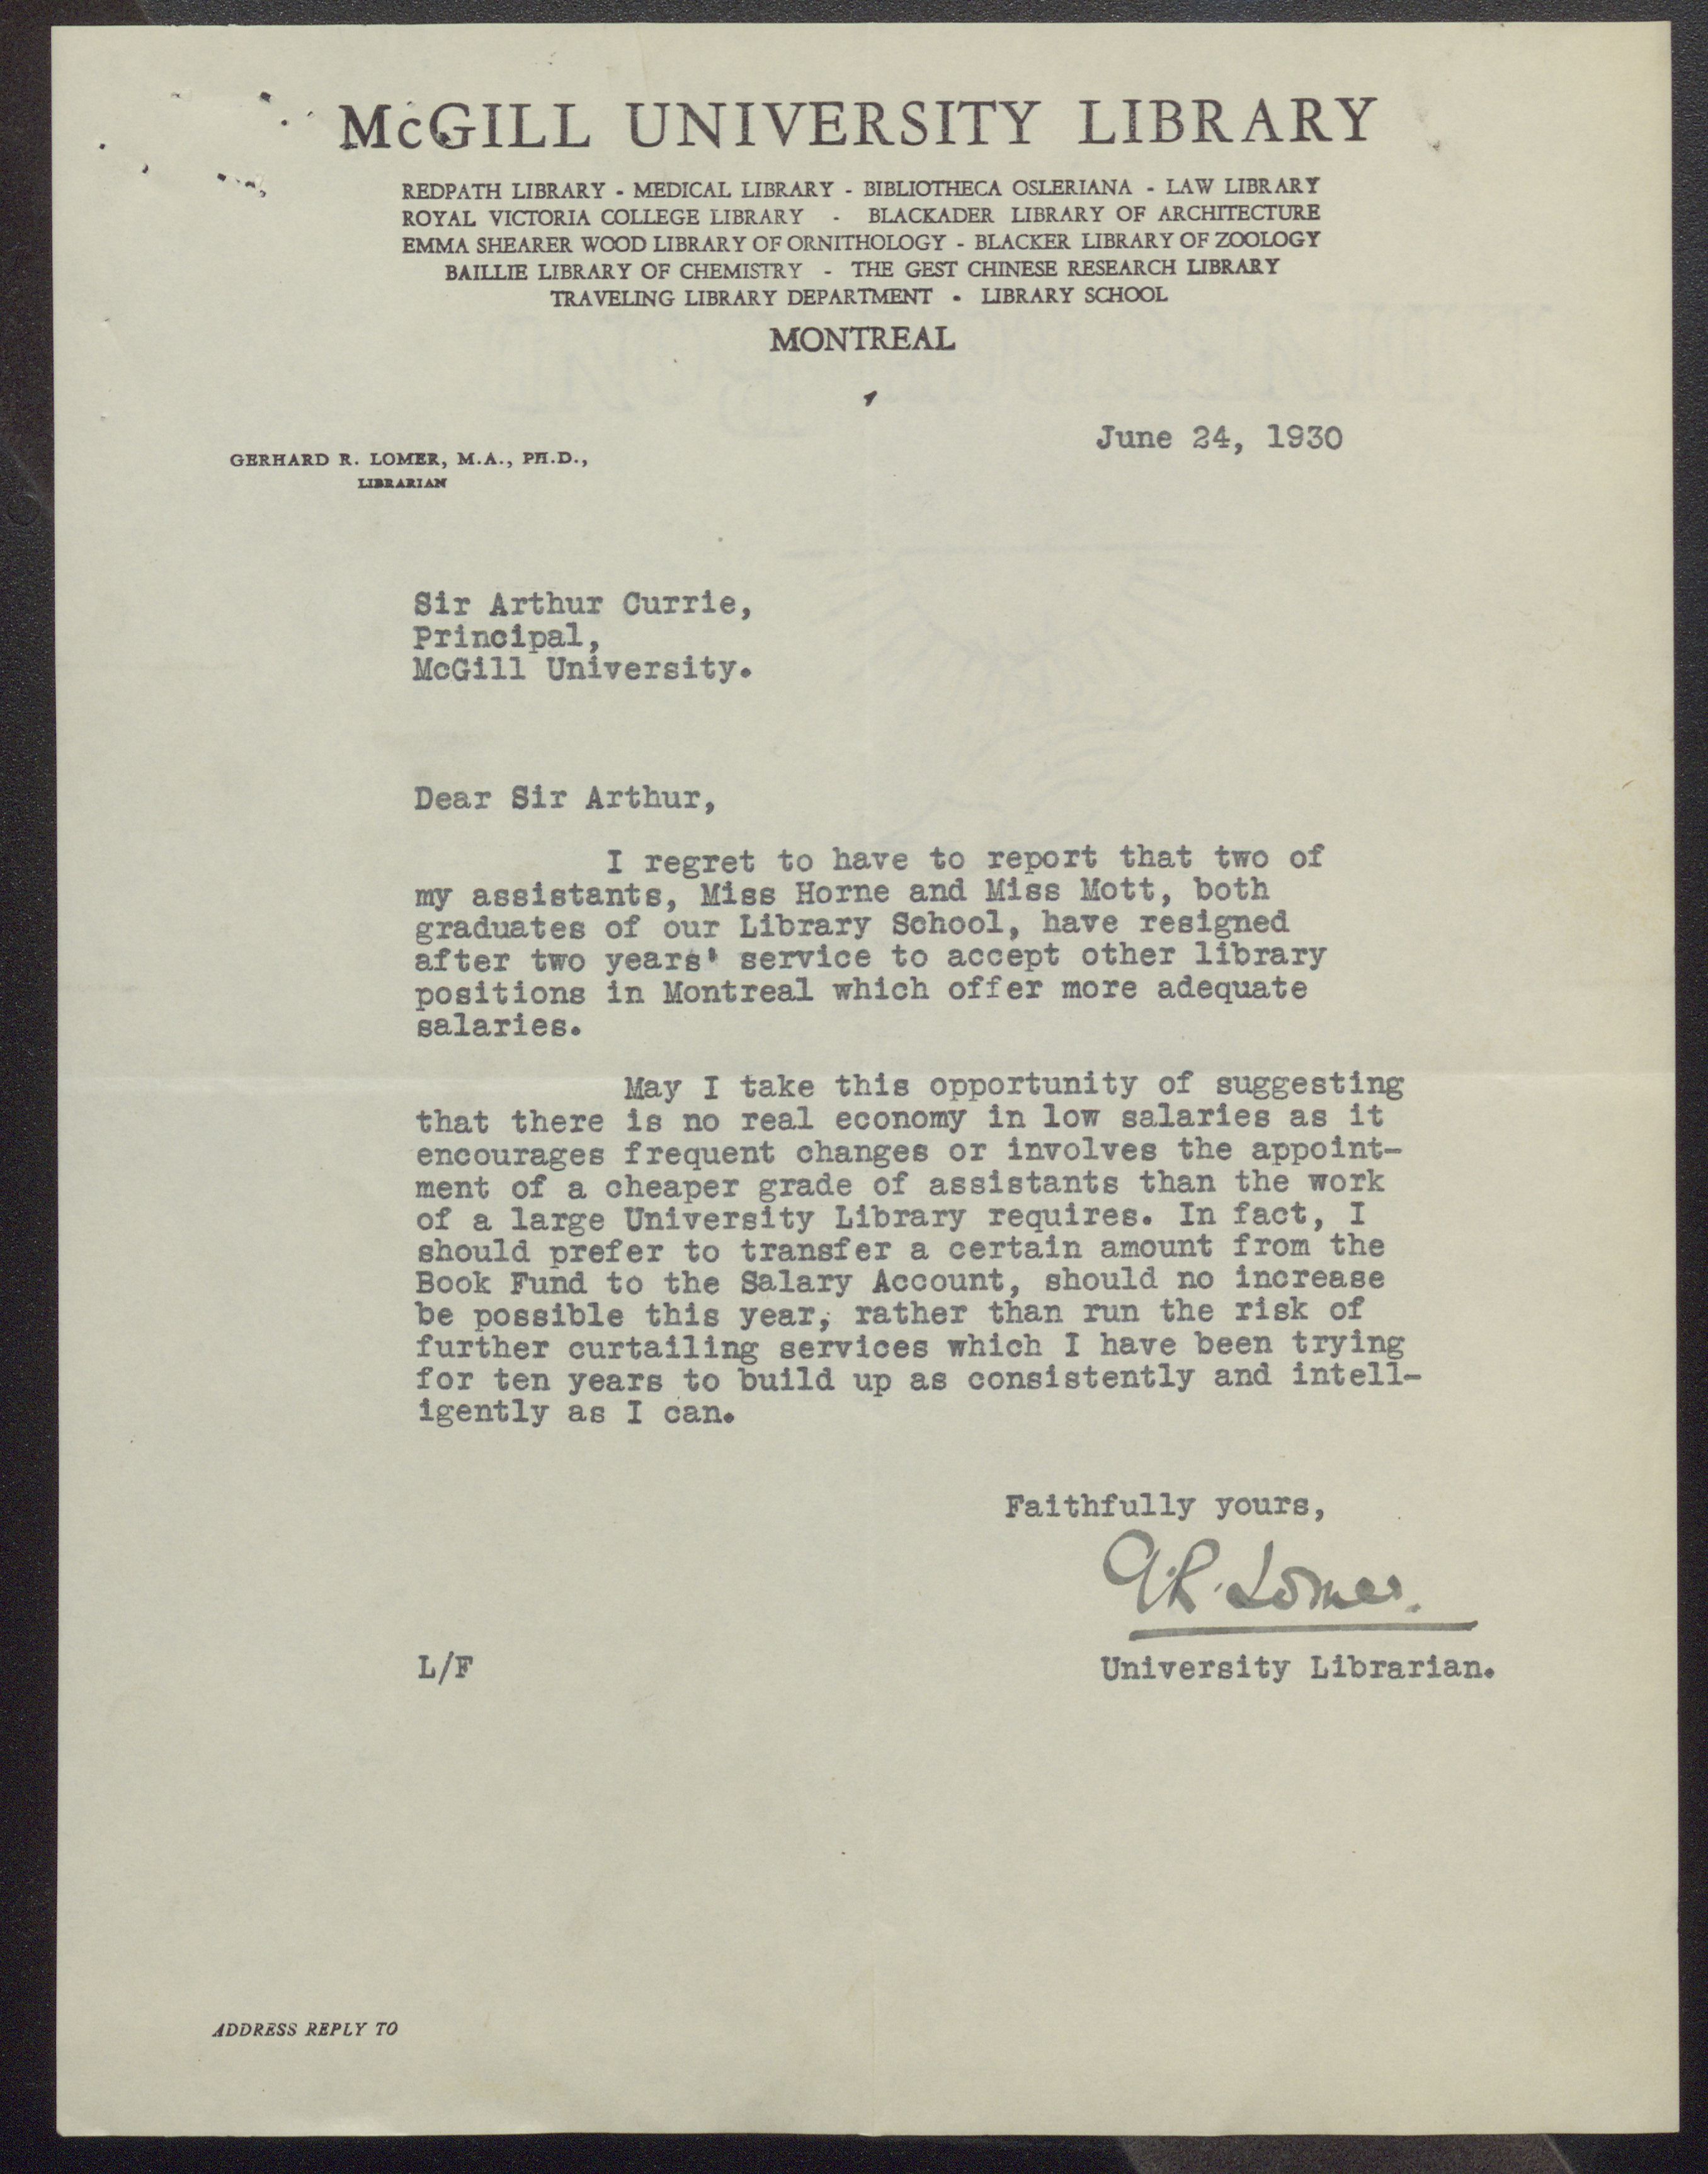 McGILL UNIVERSITY LIBRARY
REDPATH LIBRARY - MEDICAL LIBRARY - BIBLIOTHECA OSLERIANA - LAW LIBRARY
ROYAL VICTORIA COLLEGE LIBRARY - BLACKADER LIBRARY OF ARCHITECTURE
EMMA SHEARER WOOD LIBRARY OF ORNITHOLOGY - BLACKER LIBRARY OF ZOOLOGY
BAILLIE LIBRARY OF CHEMISTRY - THE GEST CHINESE RESEARCH LIBRARY
TRAVELING LIBRARY DEPARTMENT - LIBRARY SCHOOL
MONTREAL
June 24, 1930
GERHARD R. LOMER, M.A., PH.D.,
LIBRARIAN
Sir Arthur Currie,
Principal,
McGill University.
Dear Sir Arthur,
I regret to have to report that two of
my assistants, Miss Horne and Miss Mott, both
graduates of our Library School, have resigned
after two years' service to accept other library
positions in Montreal which offer more adequate
salaries.
May I take this opportunity of suggesting
that there is no real economy in low salaries as it
encourages frequent changes or involves the appoint-
ment of a cheaper grade of assistants than the work
of a large University Library requires. In fact, I
should prefer to transfer a certain amount from the
Book Fund to the Salary Account, should no increase
be possible this year, rather than run the risk of
further curtailing services which I have been trying
for ten years to build up as consistently and intell-
igently as I can.
Faithfully yours,
G.R. Lomer.
L/F University Librarian.
ADDRESS REPLY TO